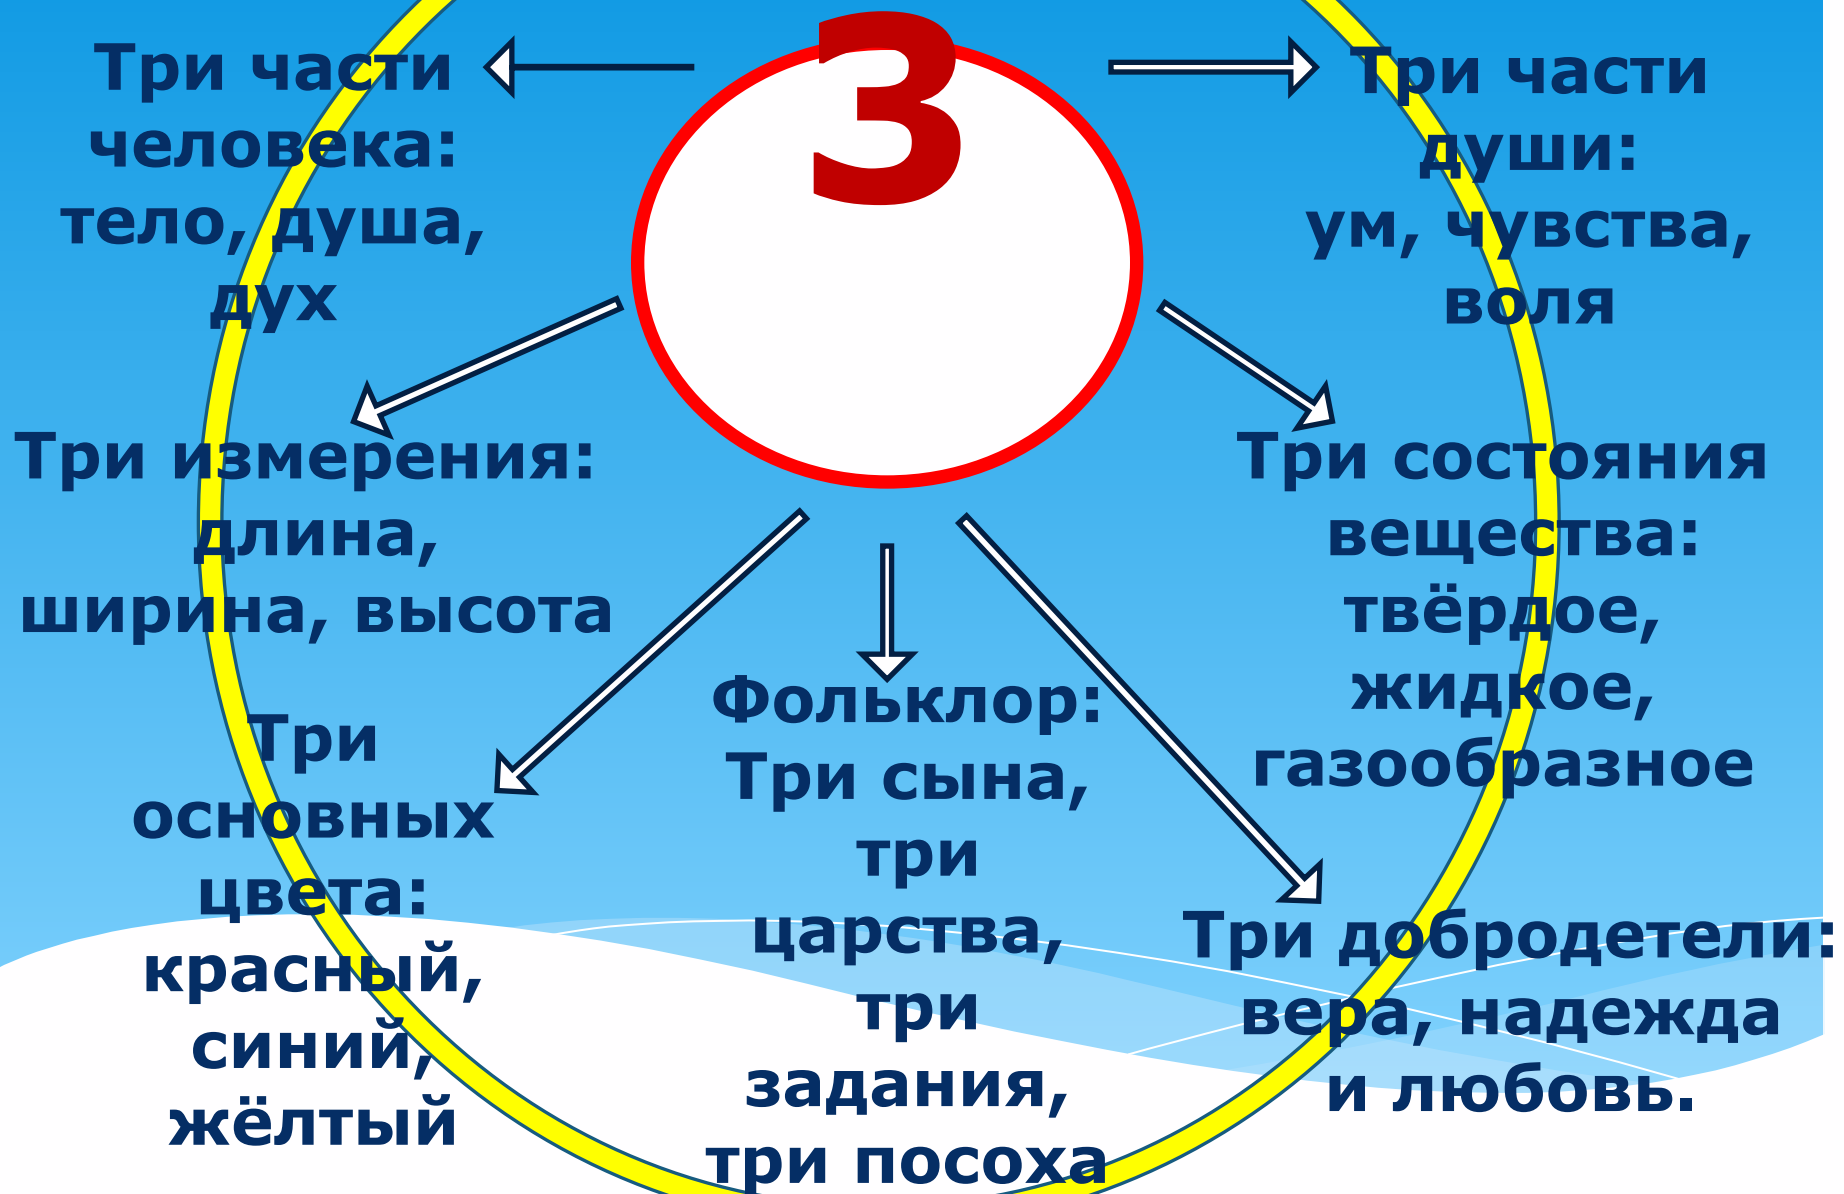 3
Три части
человека:
тело, душа,
дух
Три части
души:
ум, чувства,
воля
Три измерения:
длина,
ширина, высота
Три состояния
вещества:
твёрдое,
жидкое,
газообразное
Три
основных
цвета:
красный,
синий,
жёлтый
Фольклор:
Три сына,
три
царства,
три
задания,
три посоха
Три добродетели:
вера, надежда
и любовь.